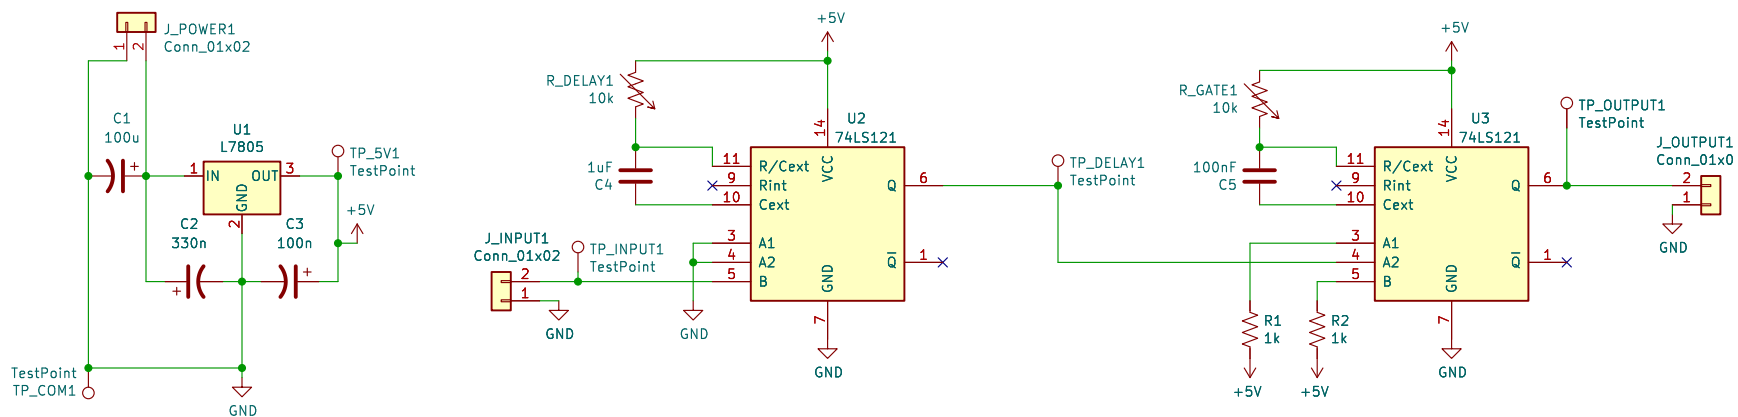 J_POWER1
Conn_01x02
1
2
C1
100u
U1
L7805
1
IN
OUT
3
GND
2
TP_5V1
TestPoint
+5V
C2
330n
C3
100n
+
+
+
TestPoint
TP_COM1
GND
+5V
R_DELAY1
10k
1uF
C4
U2
74LS121
14
VCC
11
R/Cext
9
Rint
10
Cext
3
A1
4
A2
5
B
Q
6
QI
1
GND
7
GND
GND
J_INPUT1
Conn_01x02
2
1
GND
TP_INPUT1
TestPoint
TP_DELAY1
TestPoint
+5V
R_GATE1
10k
100nF
C5
U3
74LS121
14
VCC
11
R/Cext
9
Rint
10
Cext
3
A1
4
A2
5
B
Q
6
QI
1
GND
7
GND
R1
1k
+5V
R2
1k
+5V
TP_OUTPUT1
TestPoint
J_OUTPUT1
Conn_01x0
2
1
GND